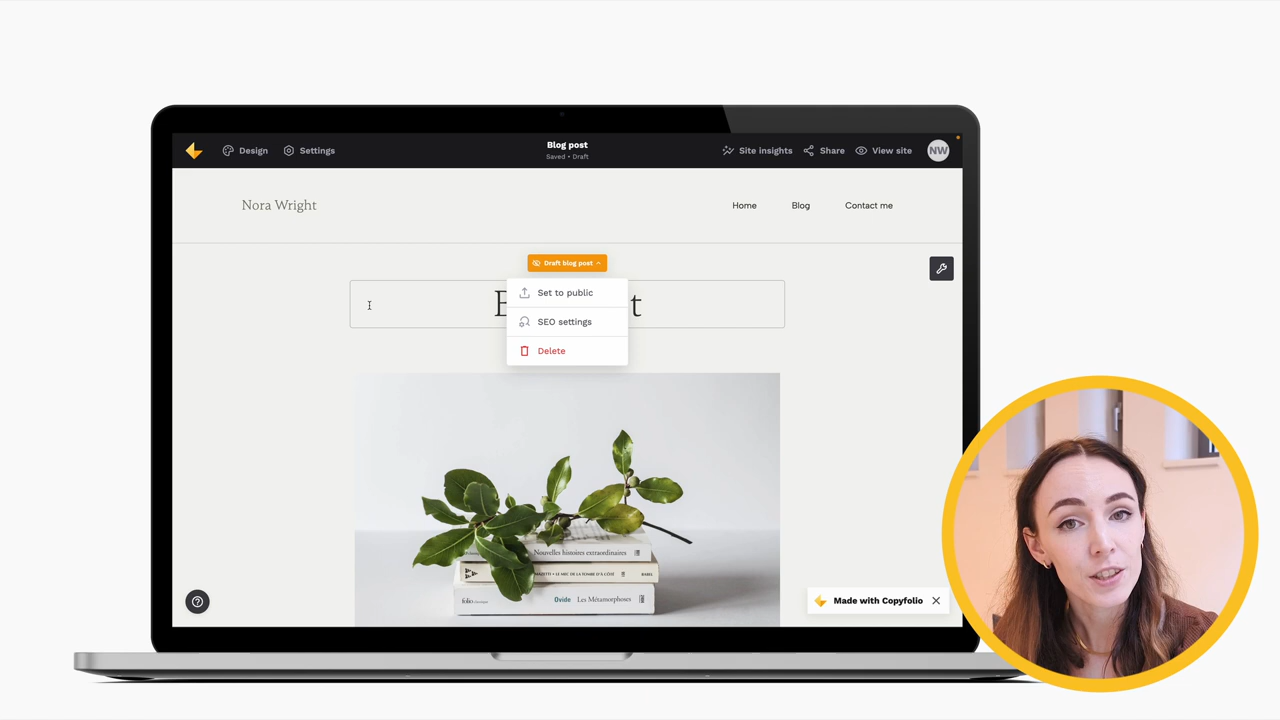 Design
Settings
Blog post
Saved • Draft
Site insights
Share
View site
NW
Nora Wright
Home
Blog
Contact me
Draft blog post
Set to public
SEO settings
Delete
Nouvelles histoires extraordinaires
folio
Ovide Les Métamorphoses
Made with Copyfolio